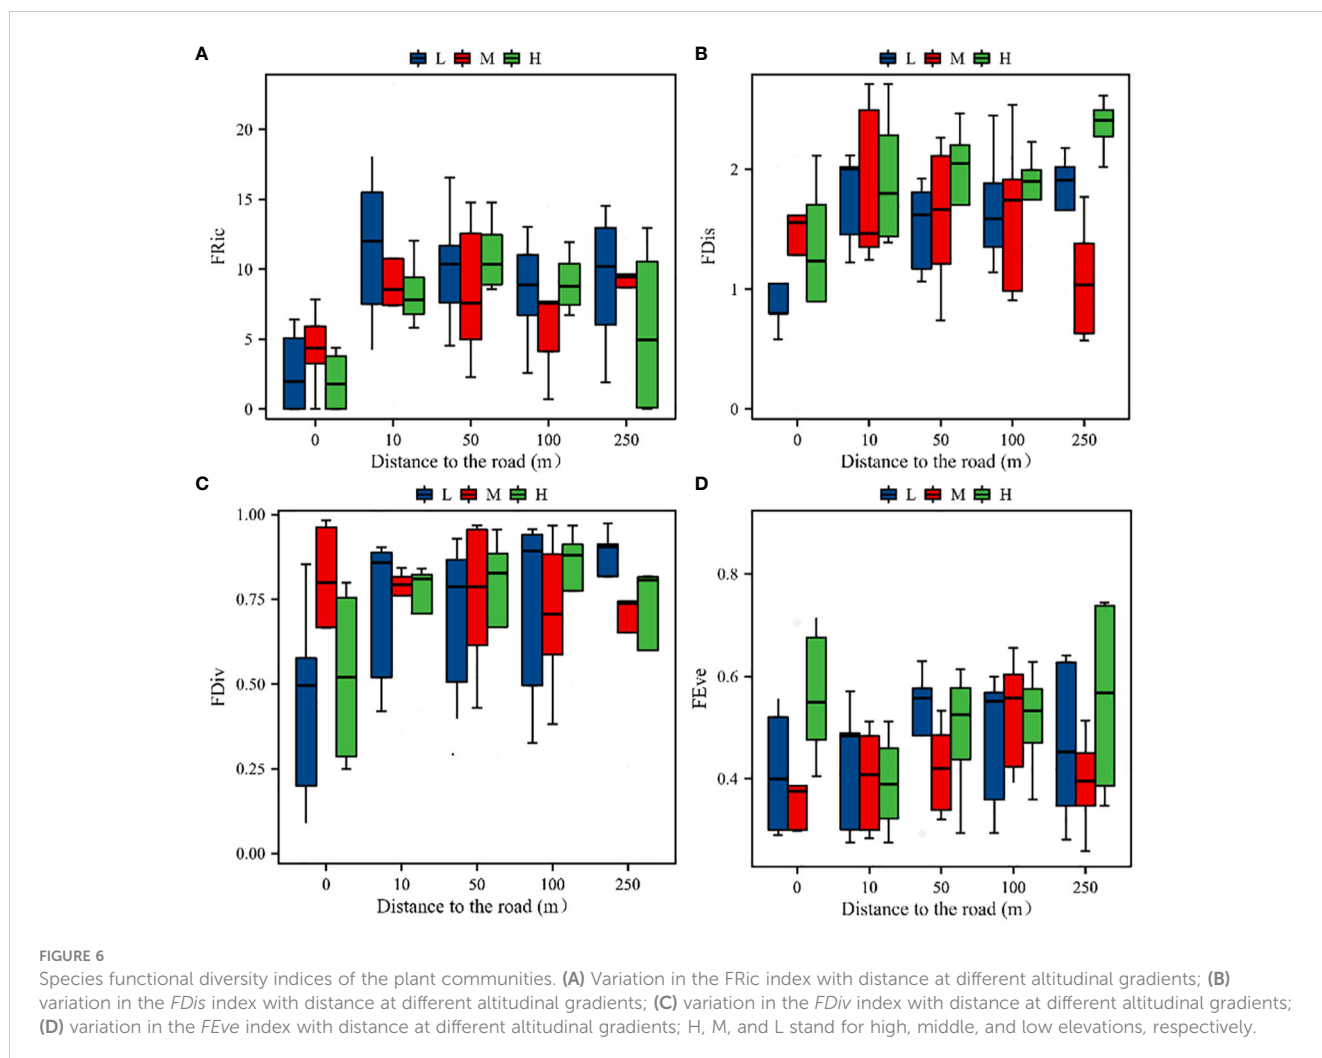 A
L M H
FRic
20
15
10
5
0
0 10 50 100 250
Distance to the road (m)
B
L M H
FDis
2
1
0
0 10 50 100 250
Distance to the road (m)
C
L M H
FDiv
1.00
0.75
0.50
0.25
0.00
0 10 50 100 250
Distance to the road (m)
D
L M H
FEve
0.8
0.6
0.4
0 10 50 100 250
Distance to the road (m)
FIGURE 6
Species functional diversity indices of the plant communities. (A) Variation in the FRic index with distance at different altitudinal gradients; (B)
variation in the FDis index with distance at different altitudinal gradients; (C) variation in the FDiv index with distance at different altitudinal gradients;
(D) variation in the FEve index with distance at different altitudinal gradients; H, M, and L stand for high, middle, and low elevations, respectively.